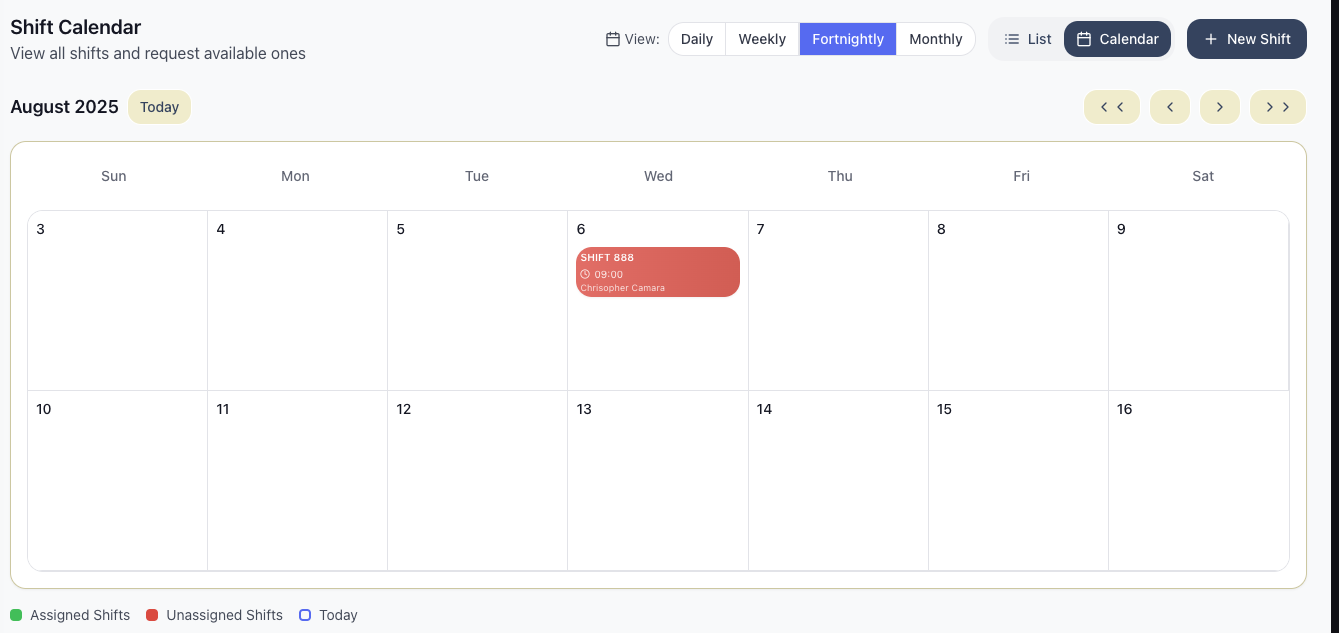 Shift Calendar
View all shifts and request available ones
View: Daily Weekly Fortnightly Monthly List Calendar + New Shift
August 2025 Today
Sun Mon Tue Wed Thu Fri Sat
3 4 5 6 7 8 9
SHIFT 888
09:00
Chrisopher Camara
10 11 12 13 14 15 16
Assigned Shifts Unassigned Shifts Today